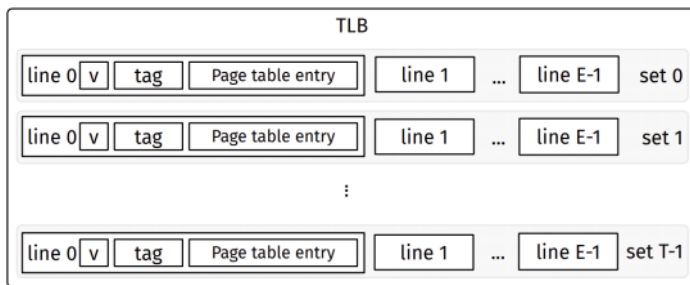 TLB
line 0 v tag Page table entry line 1 ... line E-1 set 0
line 0 v tag Page table entry line 1 ... line E-1 set 1
⋮
line 0 v tag Page table entry line 1 ... line E-1 set T-1